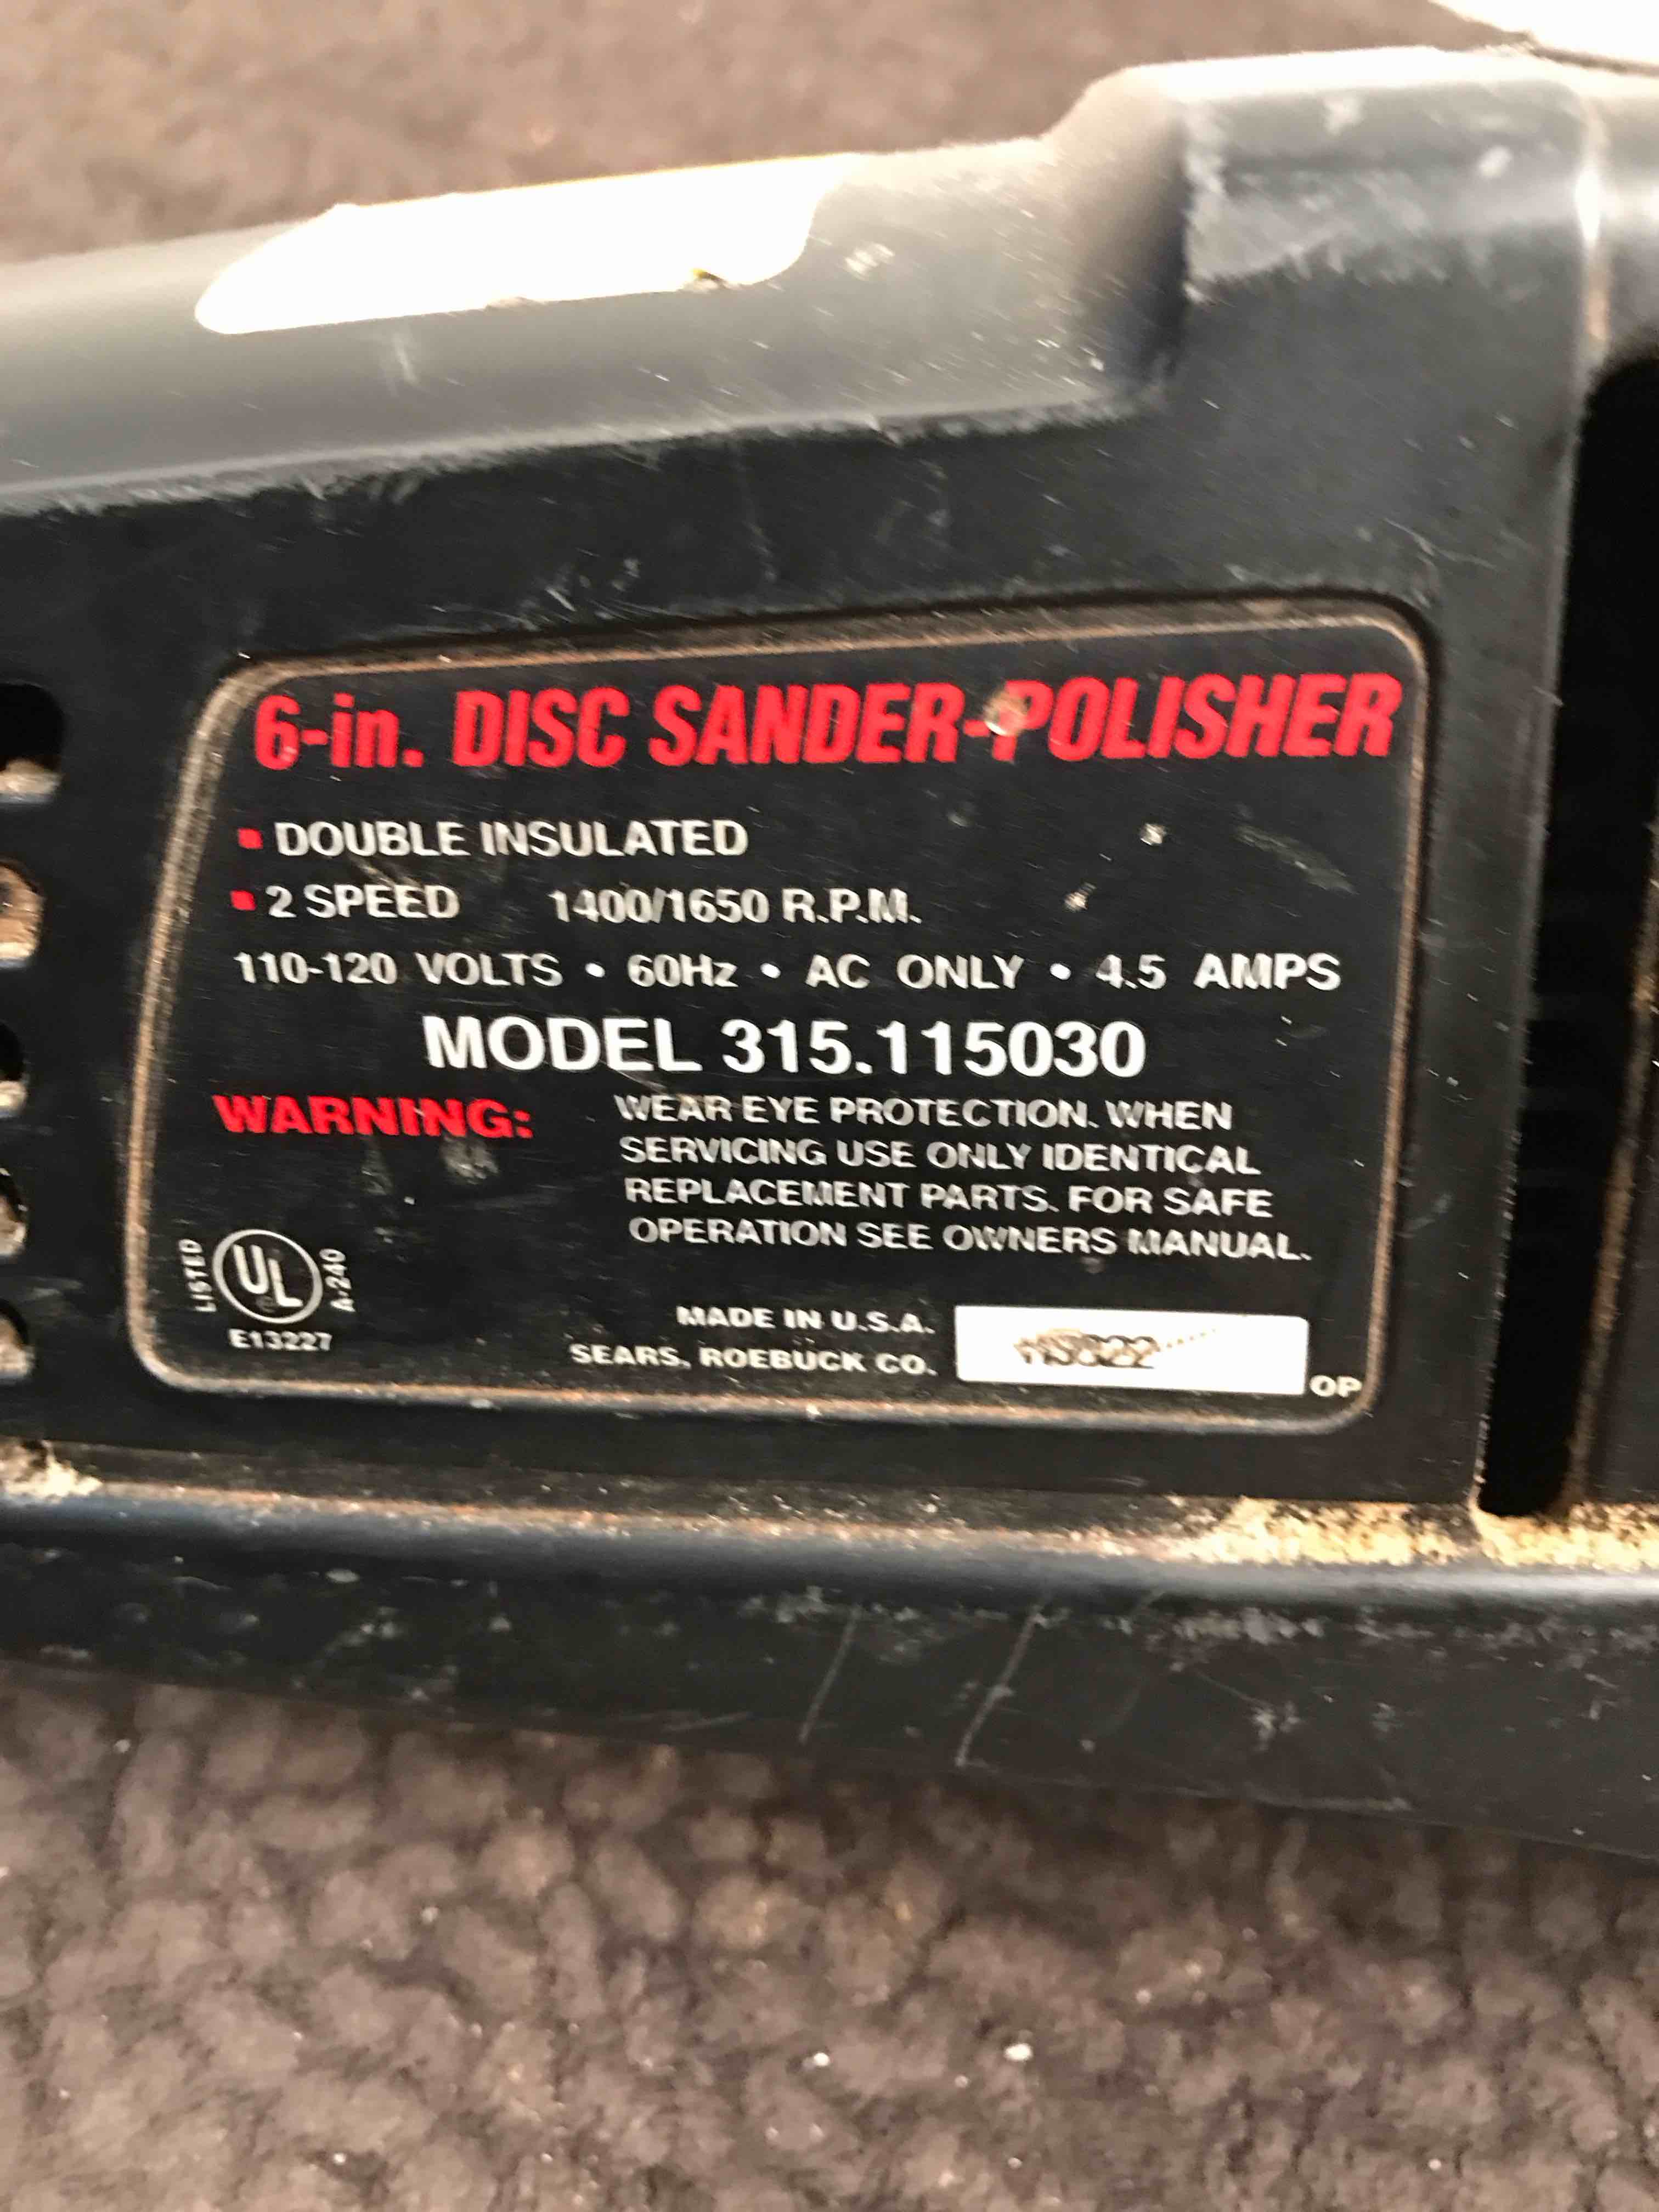 6-in. DISC SANDER-POLISHER
▪ DOUBLE INSULATED
▪ 2 SPEED 1400/1650 R.P.M.
110-120 VOLTS • 60Hz • AC ONLY • 4.5 AMPS
MODEL 315.115030
WARNING: WEAR EYE PROTECTION. WHEN
SERVICING USE ONLY IDENTICAL
REPLACEMENT PARTS. FOR SAFE
OPERATION SEE OWNERS MANUAL.
LISTED UL A-240
E13227
MADE IN U.S.A.
SEARS, ROEBUCK CO.
OP